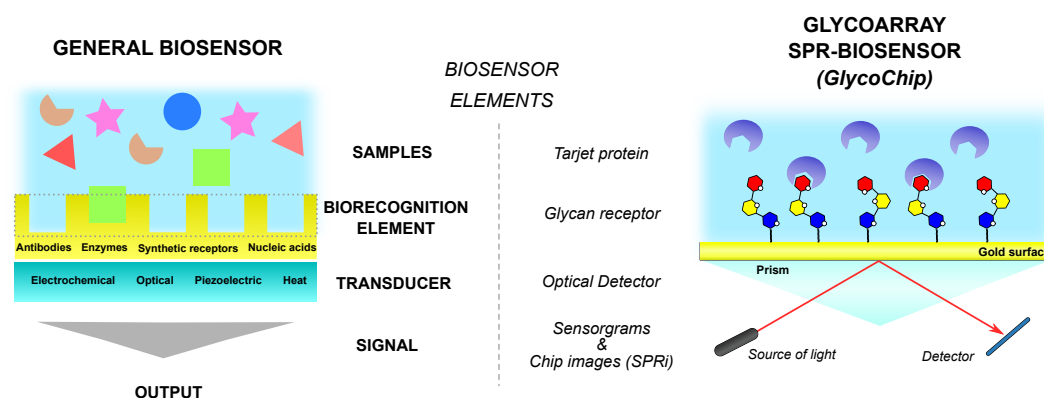 GENERAL BIOSENSOR
BIOSENSOR
ELEMENTS
GLYCOARRAY
SPR-BIOSENSOR
(GlycoChip)
SAMPLES
Tarjet protein
BIORECOGNITION
ELEMENT
Glycan receptor
Antibodies Enzymes Synthetic receptors Nucleic acids
Electrochemical Optical Piezoelectric Heat
TRANSDUCER
Optical Detector
SIGNAL
Sensorgrams
&
Chip images (SPRi)
OUTPUT
Gold surfac
Prism
Source of light
Detector